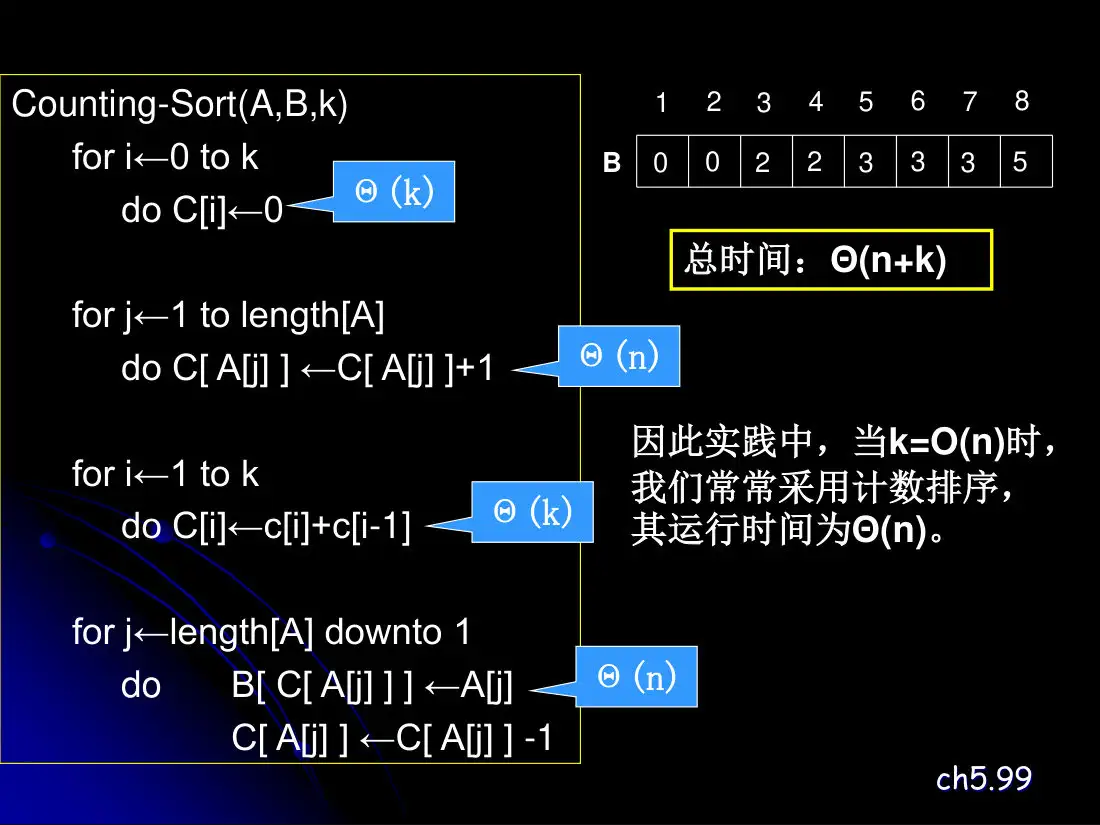 Counting-Sort(A,B,k)
for i←0 to k
do C[i]←0
Θ(k)
for j←1 to length[A]
do C[ A[j] ] ←C[ A[j] ]+1
Θ(n)
for i←1 to k
do C[i]←c[i]+c[i-1]
Θ(k)
for j←length[A] downto 1
do B[ C[ A[j] ] ] ←A[j]
Θ(n)
C[ A[j] ] ←C[ A[j] ] -1
1 2 3 4 5 6 7 8
B 0 0 2 2 3 3 3 5
总时间：Θ(n+k)
因此实践中，当k=O(n)时，
我们常常采用计数排序，
其运行时间为Θ(n)。
ch5.99